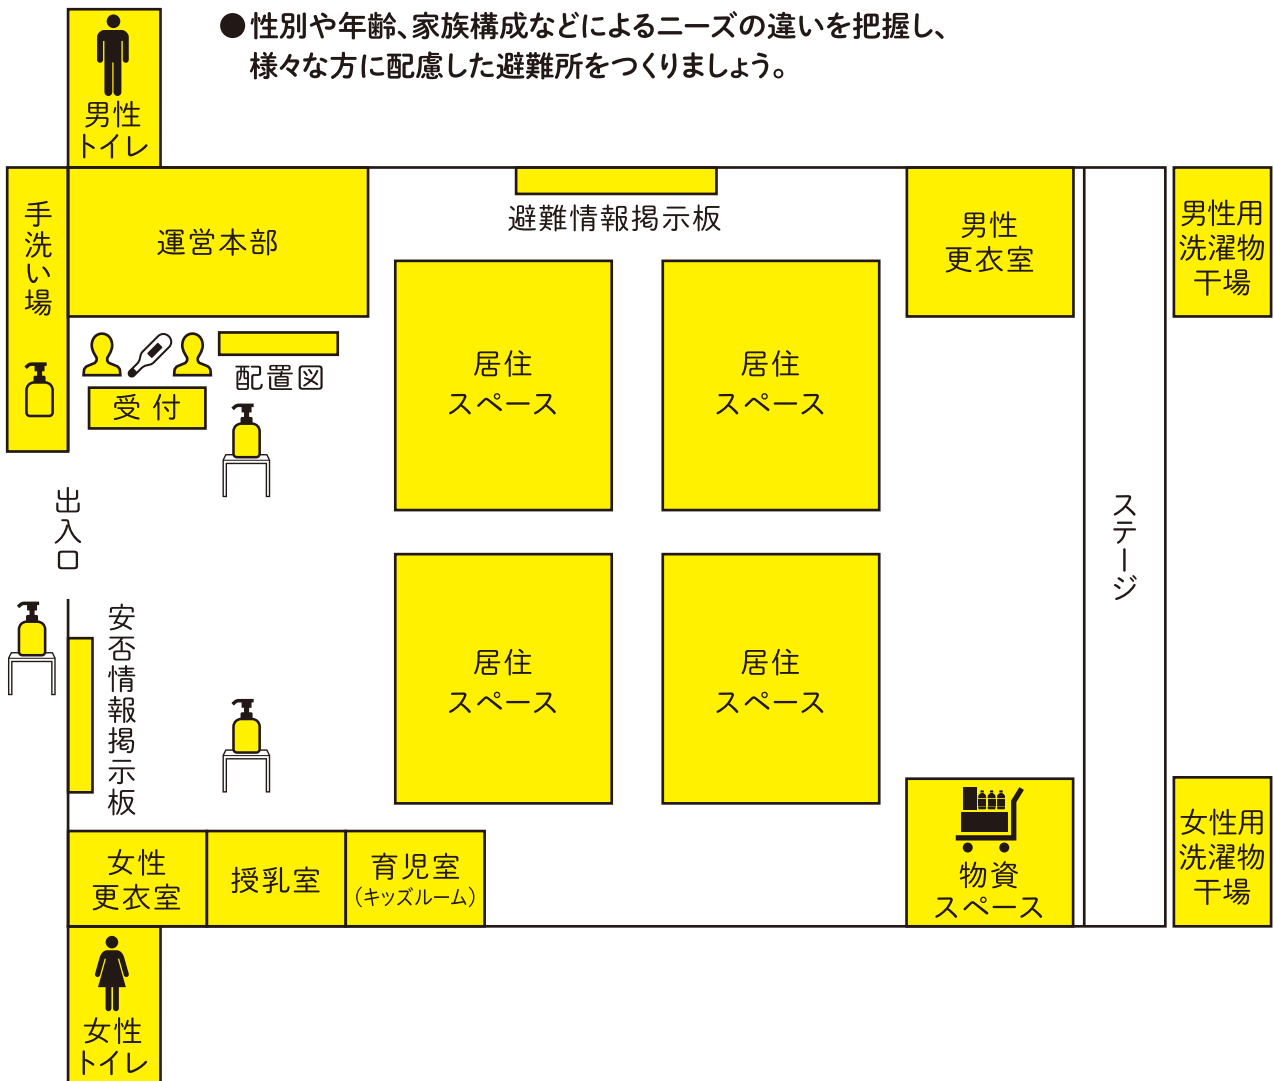 ●性別や年齢、家族構成などによるニーズの違いを把握し、
様々な方に配慮した避難所をつくりましょう。
男性
トイレ
手洗い場
運営本部
避難情報掲示板
男性
更衣室
男性用
洗濯物
干場
配置図
受付
居住
スペース
居住
スペース
出入口
ステージ
安否情報掲示板
居住
スペース
居住
スペース
女性
更衣室
授乳室
育児室
（キッズルーム）
物資
スペース
女性用
洗濯物
干場
女性
トイレ